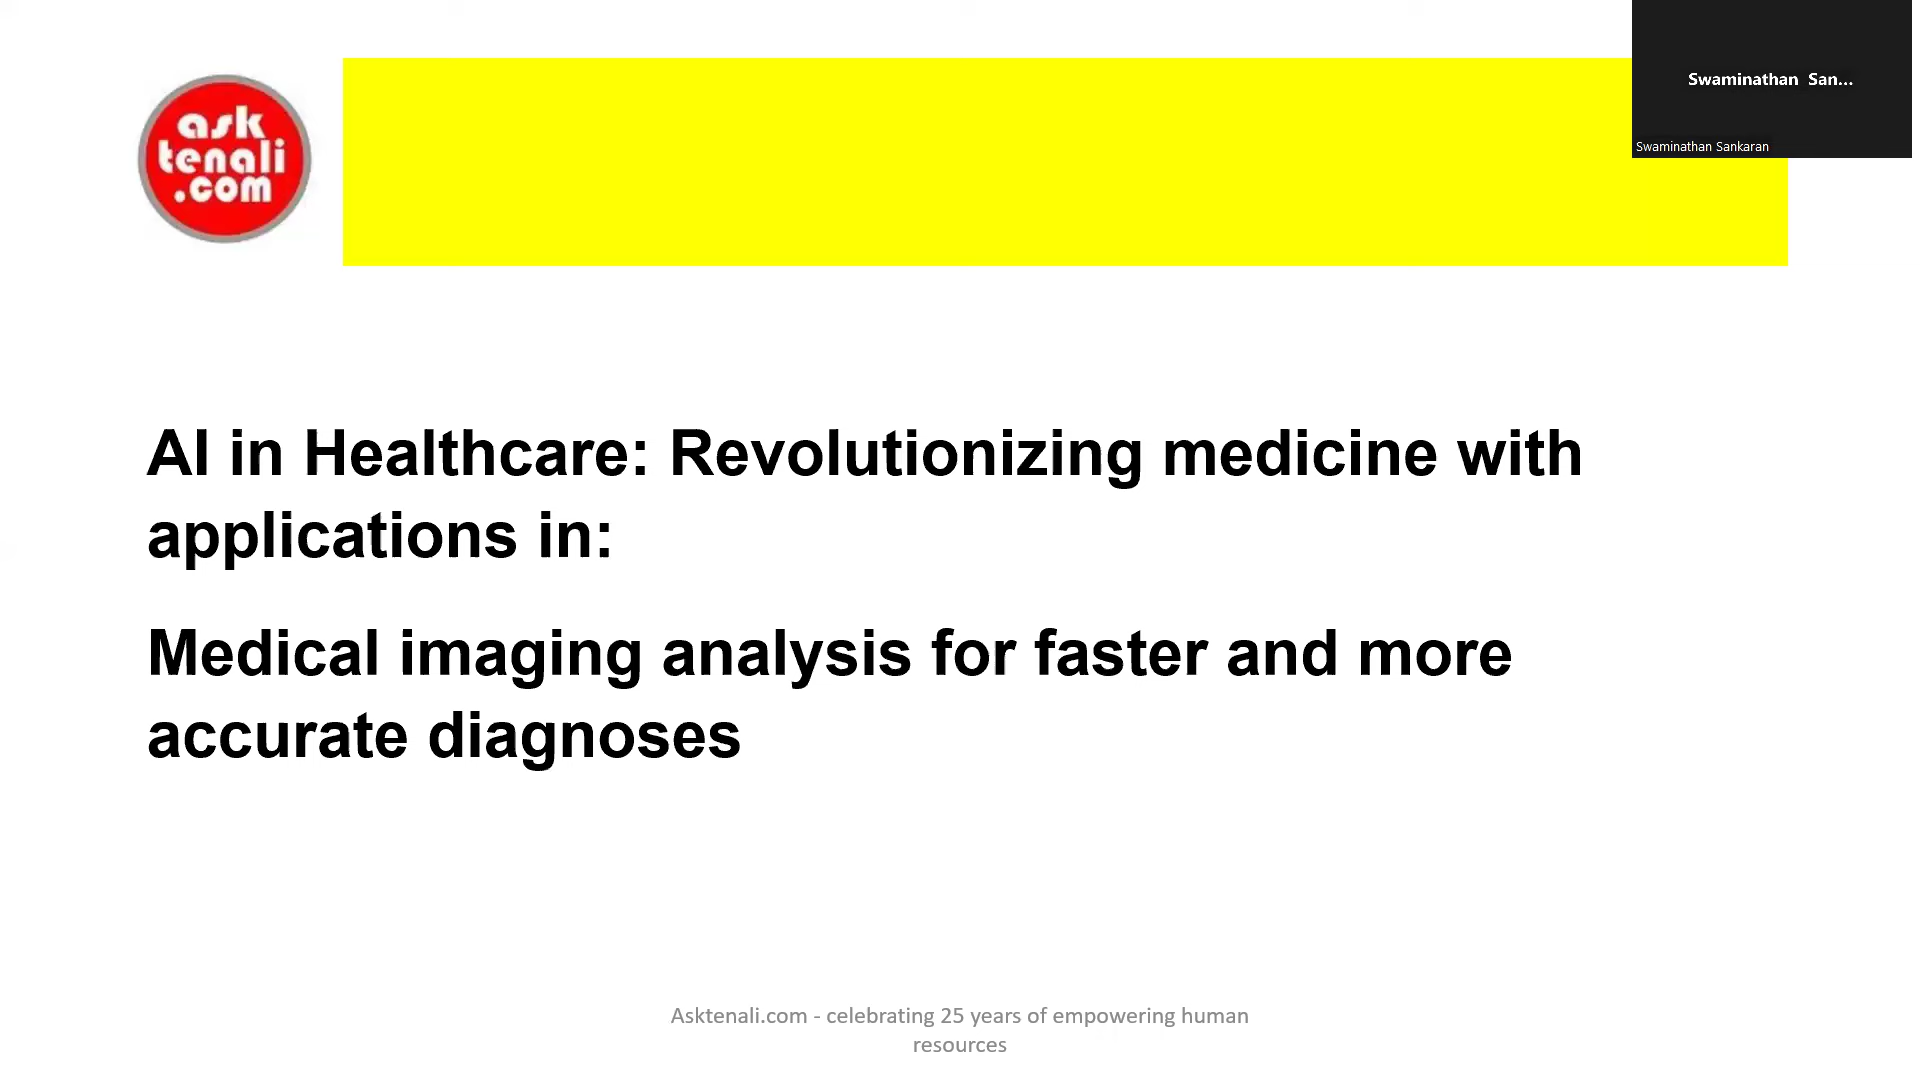 ask
tenali
.com
Swaminathan San...
Swaminathan Sankaran
AI in Healthcare: Revolutionizing medicine with
applications in:
Medical imaging analysis for faster and more
accurate diagnoses
Asktenali.com - celebrating 25 years of empowering human
resources